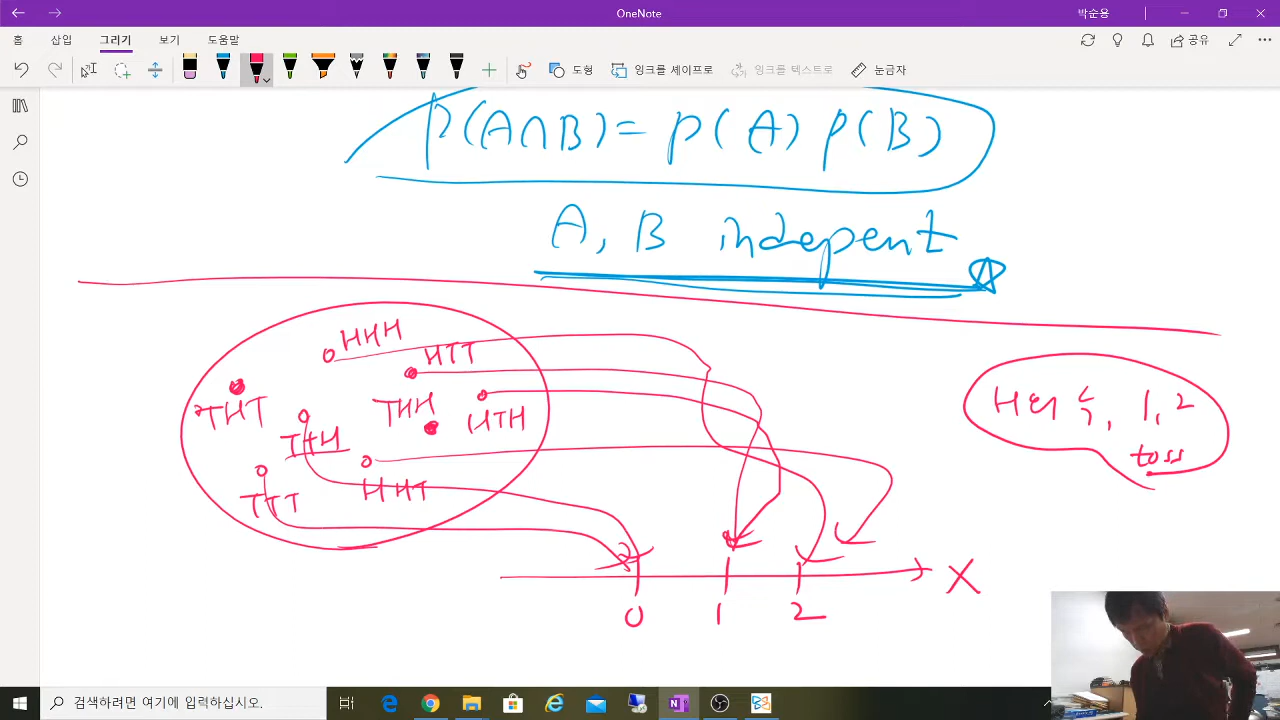 OneNote
박순용
홈 삽입 그리기 보기 도움말
공유
도형 잉크를 셰이프로 잉크를 텍스트로 눈금자
P(A∩B)= P(A) P(B)
A, B indepent
HHH
HTT
THT THH HTH
TTH
TTT HHT
H의 수, 1, 2
toss
X
0 1 2
검색하려면 여기에 입력하십시오.